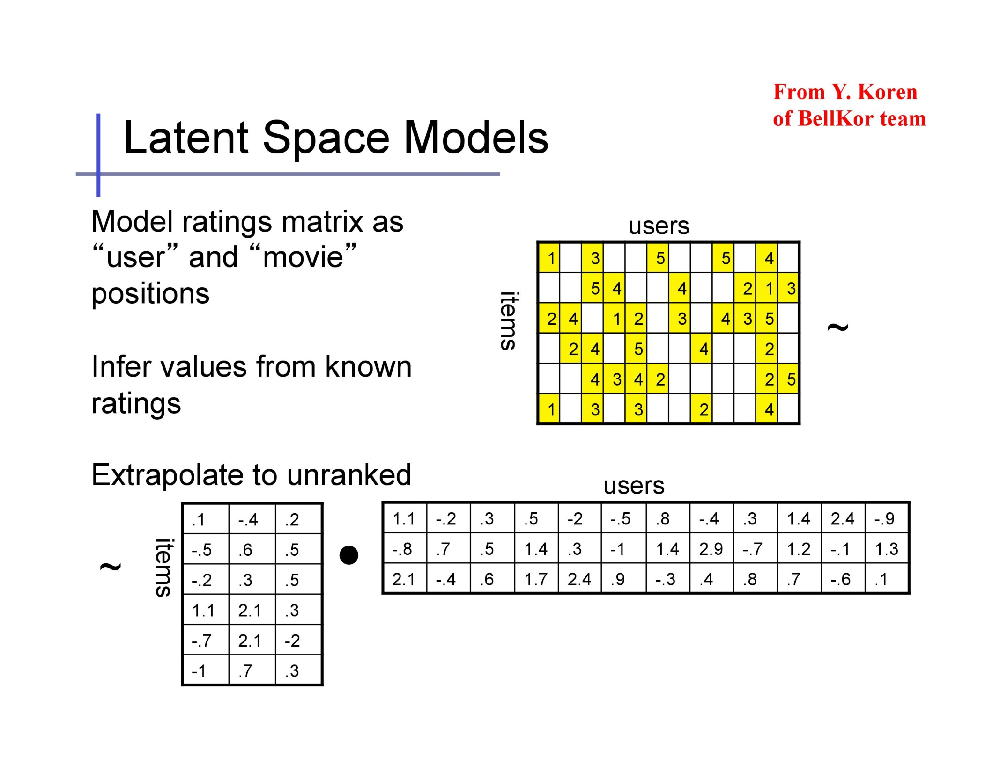 From Y. Koren
of BellKor team
Latent Space Models
Model ratings matrix as
“user” and “movie”
positions
Infer values from known
ratings
Extrapolate to unranked
users
items
1 3 5 5 4
5 4 4 2 1 3
2 4 1 2 3 4 3 5
2 4 5 4 2
4 3 4 2 2 5
1 3 3 2 4
~
~
items
.1 -.4 .2
-.5 .6 .5
-.2 .3 .5
1.1 2.1 .3
-.7 2.1 -2
-1 .7 .3
•
users
1.1 -.2 .3 .5 -2 -.5 .8 -.4 .3 1.4 2.4 -.9
-.8 .7 .5 1.4 .3 -1 1.4 2.9 -.7 1.2 -.1 1.3
2.1 -.4 .6 1.7 2.4 .9 -.3 .4 .8 .7 -.6 .1